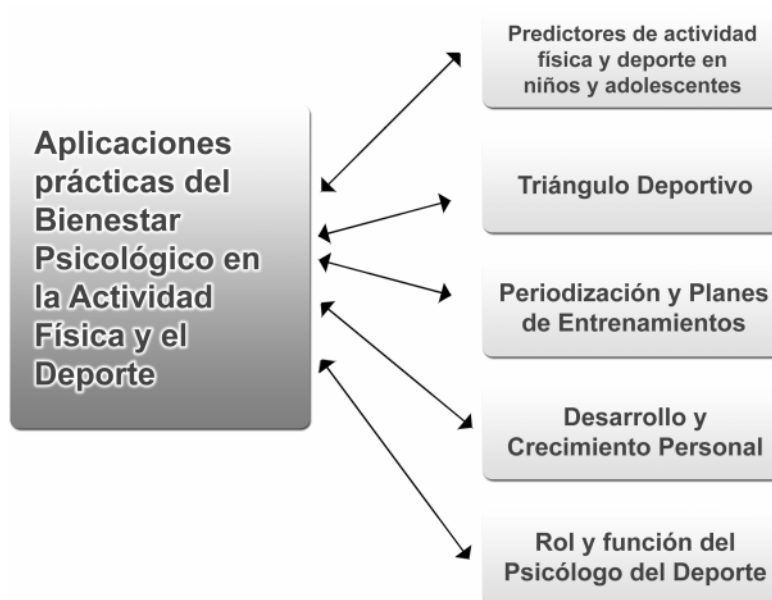 Aplicaciones
prácticas del
Bienestar
Psicológico en
la Actividad
Física y el
Deporte
Predictores de actividad
física y deporte en
niños y adolescentes
Triángulo Deportivo
Periodización y Planes
de Entrenamientos
Desarrollo y
Crecimiento Personal
Rol y función del
Psicólogo del Deporte